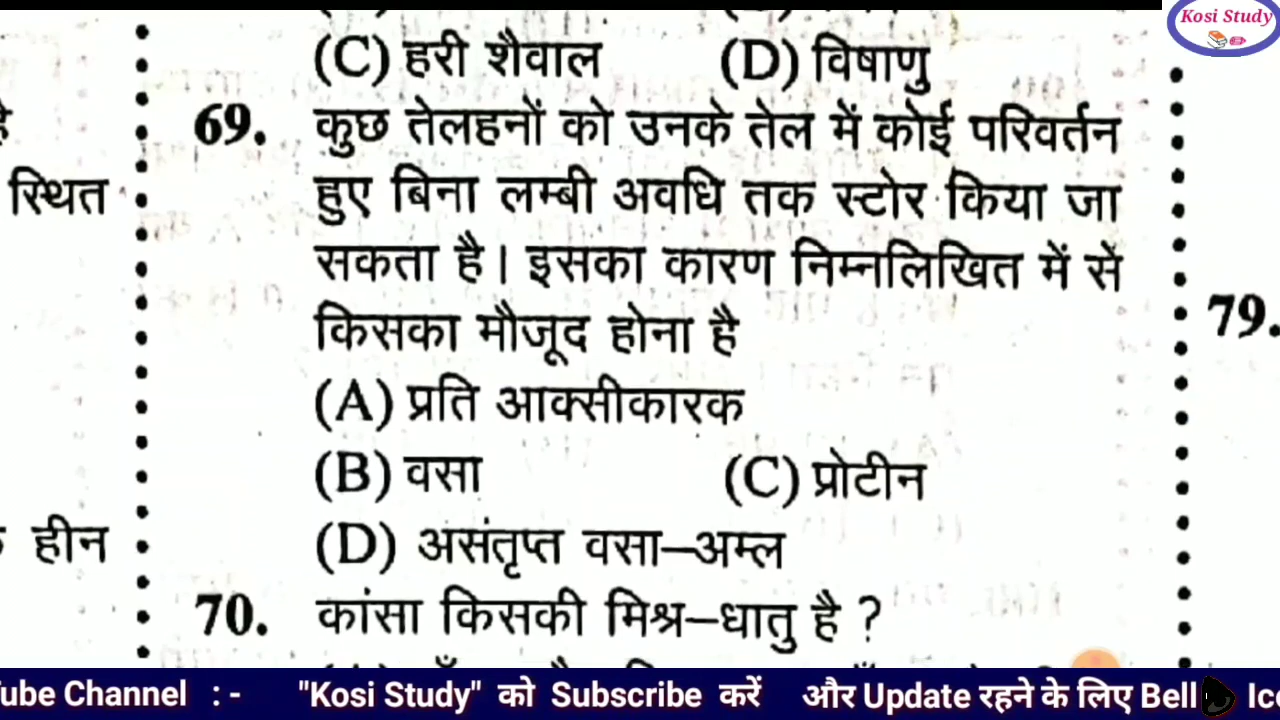 Kosi Study
(C) हरी शैवाल (D) विषाणु
69. कुछ तेलहनों को उनके तेल में कोई परिवर्तन
हुए बिना लम्बी अवधि तक स्टोर किया जा
सकता है। इसका कारण निम्नलिखित में से
किसका मौजूद होना है
(A) प्रति आक्सीकारक
(B) वसा (C) प्रोटीन
(D) असंतृप्त वसा–अम्ल
70. कांसा किसकी मिश्र–धातु है ?
स्थित
हीन
79.
ube Channel : - "Kosi Study" को Subscribe करें और Update रहने के लिए Bell